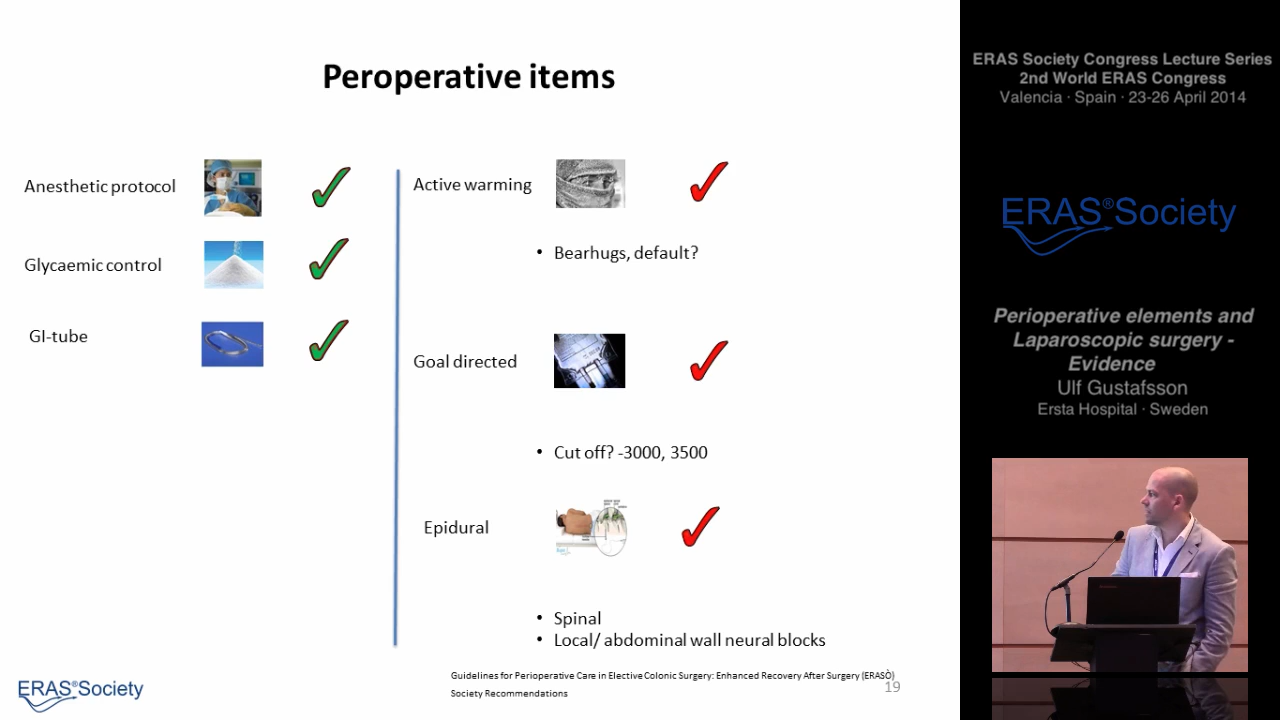 Peroperative items
Anesthetic protocol
Glycaemic control
GI-tube
Active warming
• Bearhugs, default?
Goal directed
• Cut off? -3000, 3500
Epidural
• Spinal
• Local/ abdominal wall neural blocks
Guidelines for Perioperative Care in Elective Colonic Surgery: Enhanced Recovery After Surgery (ERASÒ)
Society Recommendations
19
ERAS®Society
ERAS Society Congress Lecture Series
2nd World ERAS Congress
Valencia · Spain · 23-26 April 2014
ERAS®Society
Perioperative elements and
Laparoscopic surgery -
Evidence
Ulf Gustafsson
Ersta Hospital · Sweden